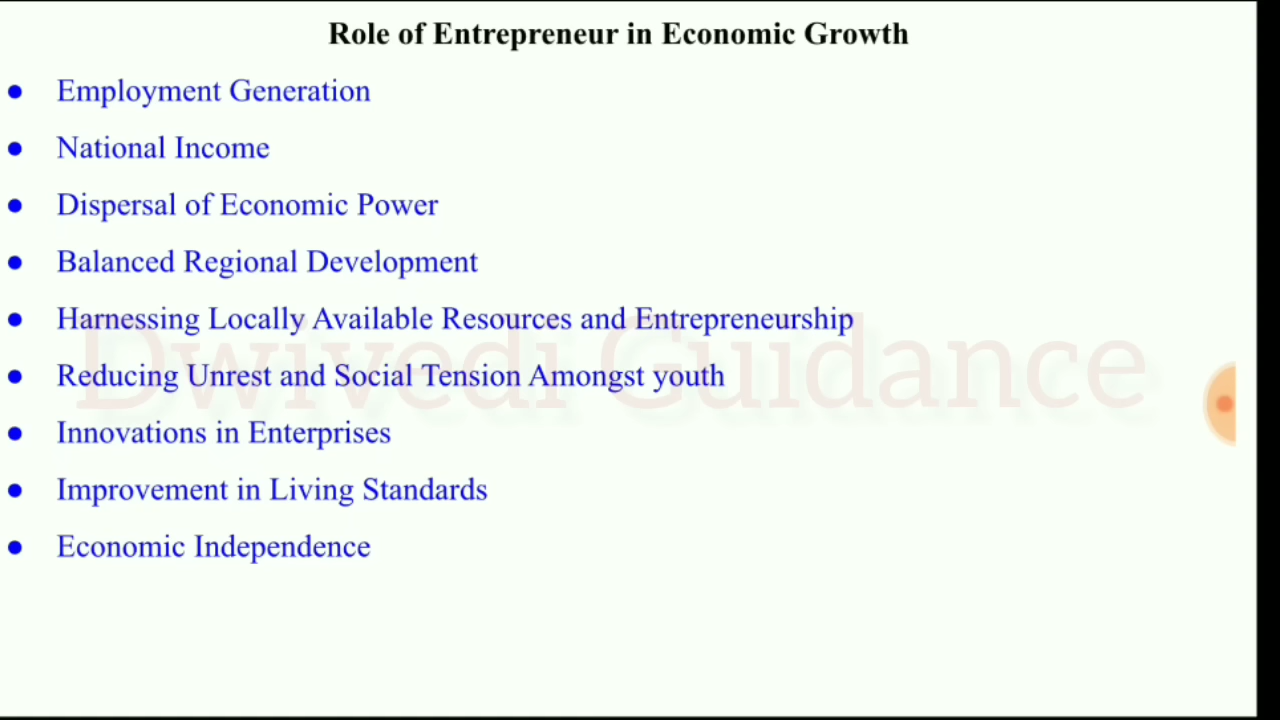 Role of Entrepreneur in Economic Growth
● Employment Generation
● National Income
● Dispersal of Economic Power
● Balanced Regional Development
● Harnessing Locally Available Resources and Entrepreneurship
● Reducing Unrest and Social Tension Amongst youth
● Innovations in Enterprises
● Improvement in Living Standards
● Economic Independence
Dwivedi Guidance